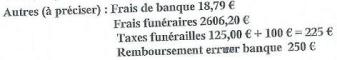 Autres (à préciser) : Frais de banque 18,79 €
Frais funéraires 2606,20 €
Taxes funérailles 125,00 € + 100 € = 225 €
Remboursement erreur banque 250 €